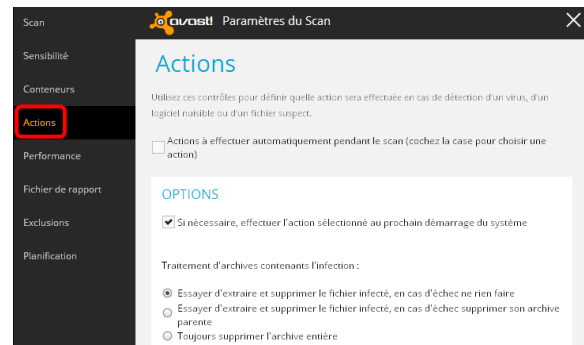 Scan
Sensibilité
Conteneurs
Actions
Performance
Fichier de rapport
Exclusions
Planification
avast! Paramètres du Scan
Actions
Utilisez ces contrôles pour définir quelle action sera effectuée en cas de détection d'un virus, d'un
logiciel nuisible ou d'un fichier suspect.
Actions à effectuer automatiquement pendant le scan (cochez la case pour choisir une
action)
OPTIONS
Si nécessaire, effectuer l'action sélectionné au prochain démarrage du système
Traitement d'archives contenants l'infection :
Essayer d'extraire et supprimer le fichier infecté, en cas d'échec ne rien faire
Essayer d'extraire et supprimer le fichier infecté, en cas d'échec supprimer son archive
parente
Toujours supprimer l'archive entière